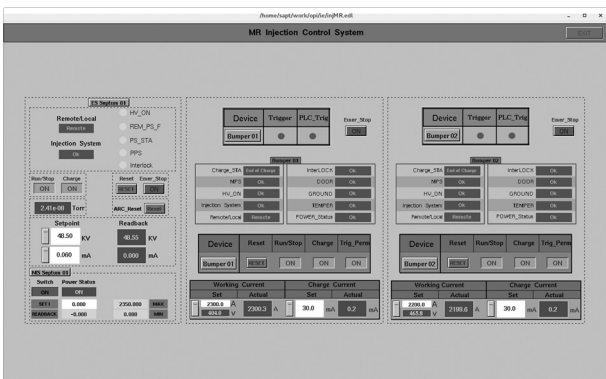 /home/sapt/work/opi/ie/injMR.edl
MR Injection Control System
EXIT
ES Septum 01
Remote/Local
Remote
Injection System
Ok
HV_ON
REM_PS_F
PS_STA
PPS
Interlock
Run/Stop Charge
ON ON
Reset Emer_Stop
RESET ON
2.41e-08 Torr
ARC_Reset Reset
Setpoint Readback
48.50 KV 48.55 KV
0.060 mA 0.000 mA
MS Septum 01
Switch Power Status
ON ON
SET I 0.000 2350.000 MAX
READBACK -0.000 0.000 MIN
Device Trigger PLC_Trig Emer_Stop
Bumper 01 ON
Bumper 01
Charge_STA End of Charge InterLOCK Ok
MPS Ok DOOR Ok
HV_ON Ok GROUND Ok
Injection System Ok TEMPER Ok
Remote/Local Remote POWER_Status Ok
Device Reset Run/Stop Charge Trig_Perm
Bumper 01 RESET ON ON ON
Working Current Charge Current
Set Actual Set Actual
2300.0 A 2300.3 A 30.0 mA 0.2 mA
404.0 V
Device Trigger PLC_Trig Emer_Stop
Bumper 02 ON
Bumper 02
Charge_STA End of Charge InterLOCK Ok
MPS Ok DOOR Ok
HV_ON Ok GROUND Ok
Injection System Ok TEMPER Ok
Remote/Local Remote POWER_Status Ok
Device Reset Run/Stop Charge Trig_Perm
Bumper 02 RESET ON ON ON
Working Current Charge Current
Set Actual Set Actual
2200.0 A 2199.6 A 30.0 mA 0.2 mA
465.8 V